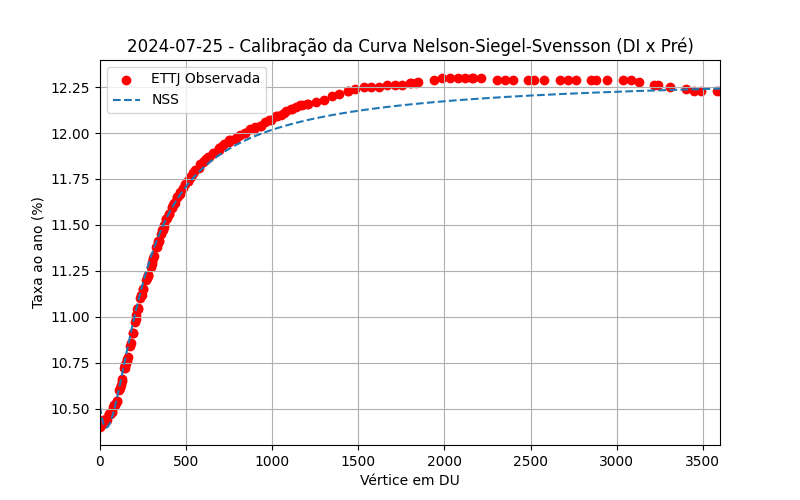 2024-07-25 - Calibração da Curva Nelson-Siegel-Svensson (DI x Pré)
ETTJ Observada
NSS
Taxa ao ano (%)
12.25
12.00
11.75
11.50
11.25
11.00
10.75
10.50
0 500 1000 1500 2000 2500 3000 3500
Vértice em DU